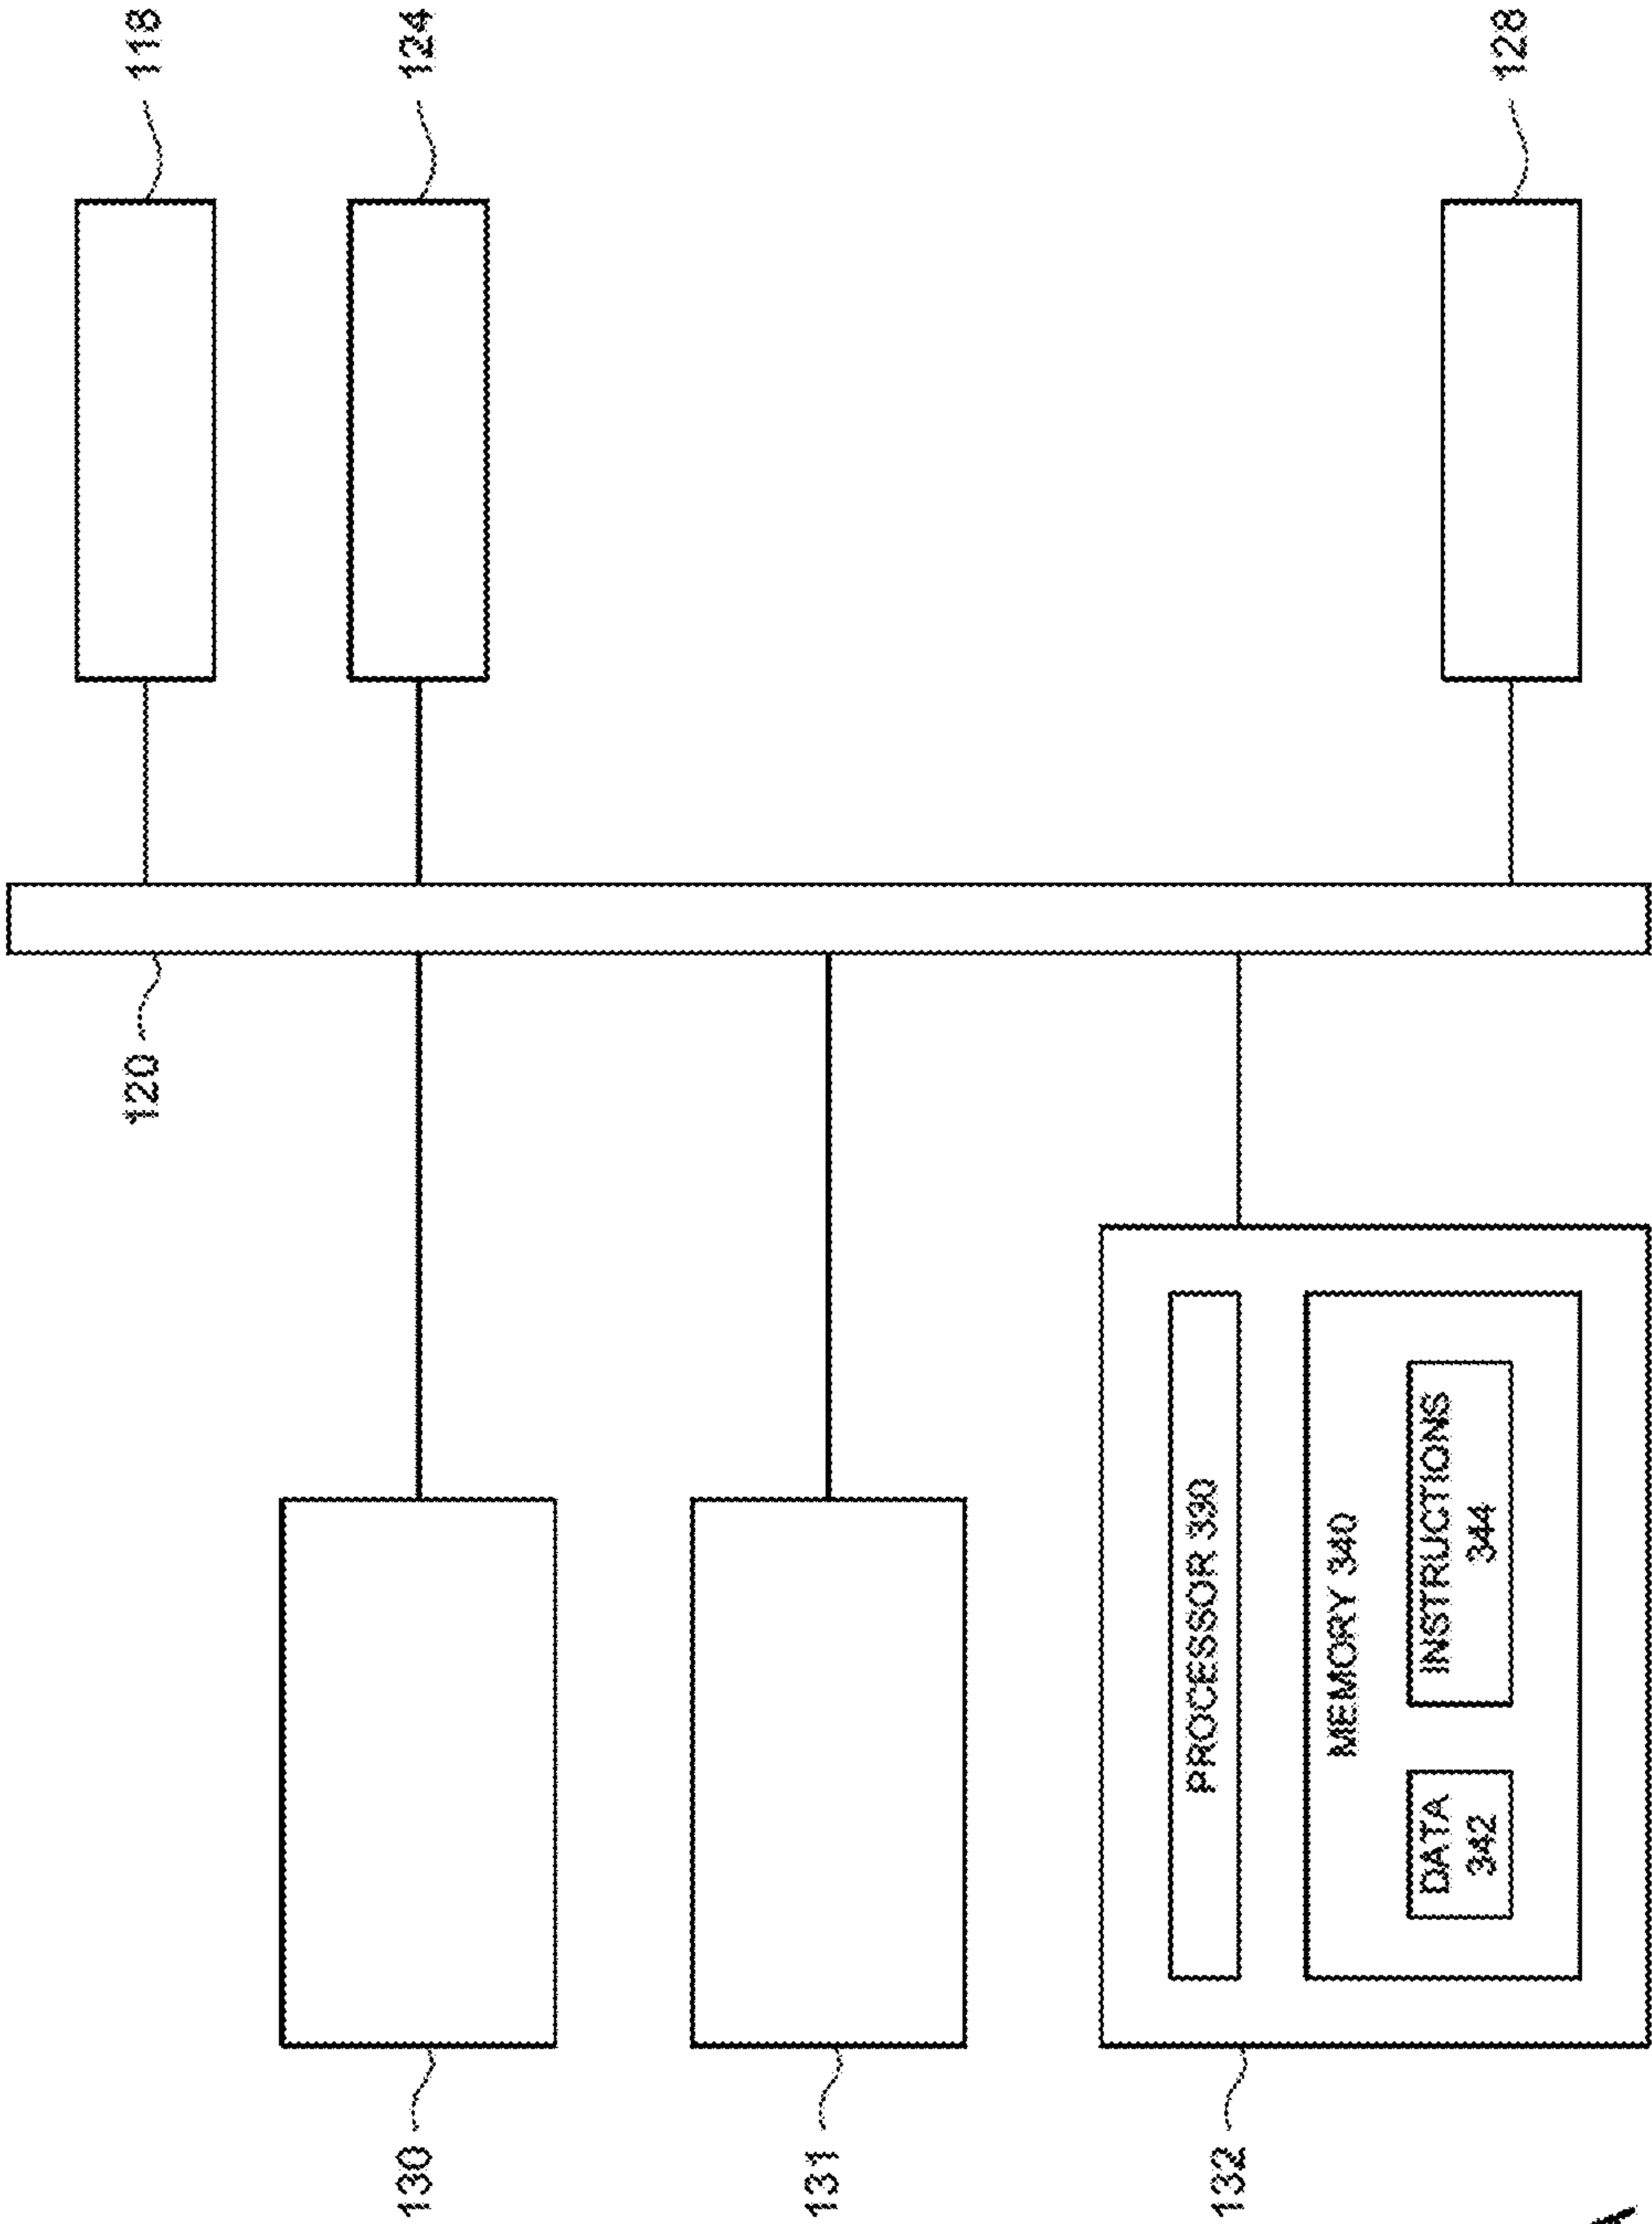 120
118
130
124
131
132
PROCESSOR 330
MEMORY 340
DATA
342
INSTRUCTIONS
344
128